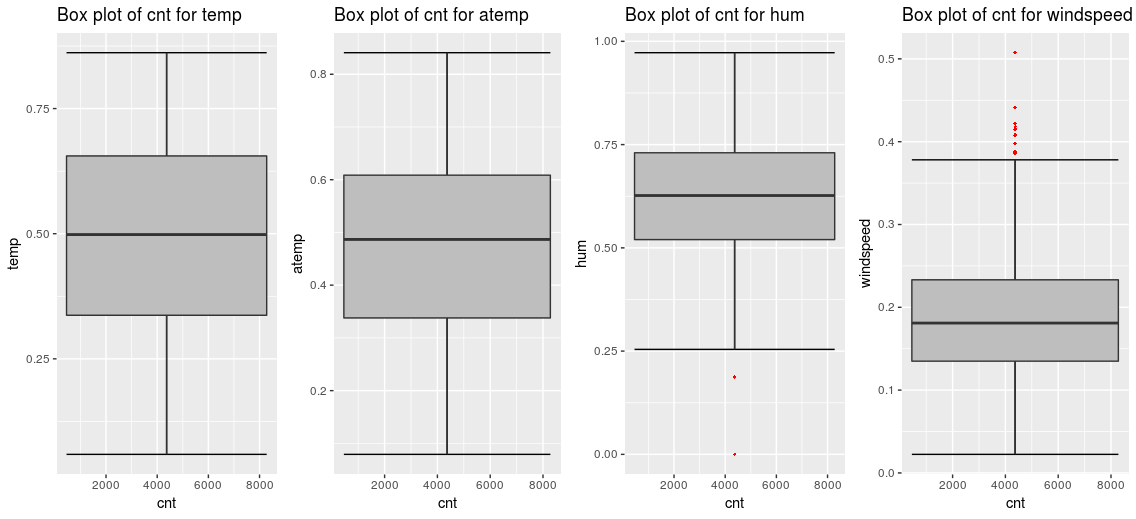 Box plot of cnt for temp
temp
0.75
0.50
0.25
2000 4000 6000 8000
cnt
Box plot of cnt for atemp
atemp
0.8
0.6
0.4
0.2
2000 4000 6000 8000
cnt
Box plot of cnt for hum
hum
1.00
0.75
0.50
0.25
0.00
2000 4000 6000 8000
cnt
Box plot of cnt for windspeed
windspeed
0.5
0.4
0.3
0.2
0.1
0.0
2000 4000 6000 8000
cnt